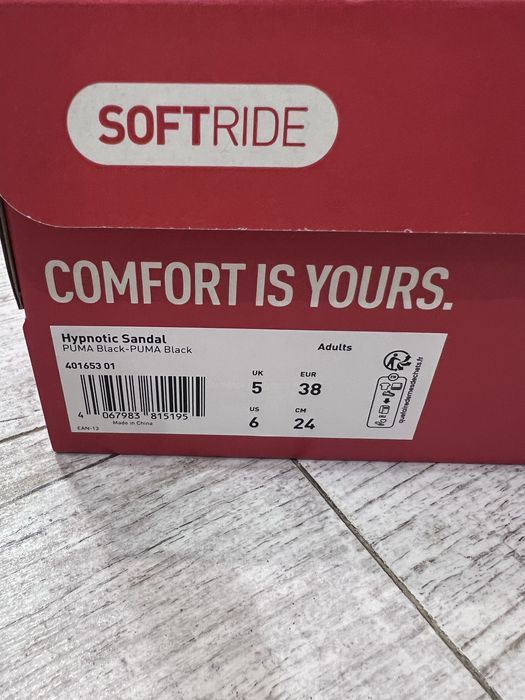 SOFTRIDE
COMFORT IS YOURS.
Hypnotic Sandal
PUMA Black-PUMA Black
Adults
401653 01
UK
5
EUR
38
US
6
CM
24
4 067983 815195
Made in China
EAN-13
FR
quefairedemesdechets.fr